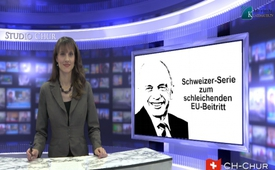 STUDIO CHUR
Schweizer-Serie
zum
schleichenden
EU-Beitritt
CH-CHUR